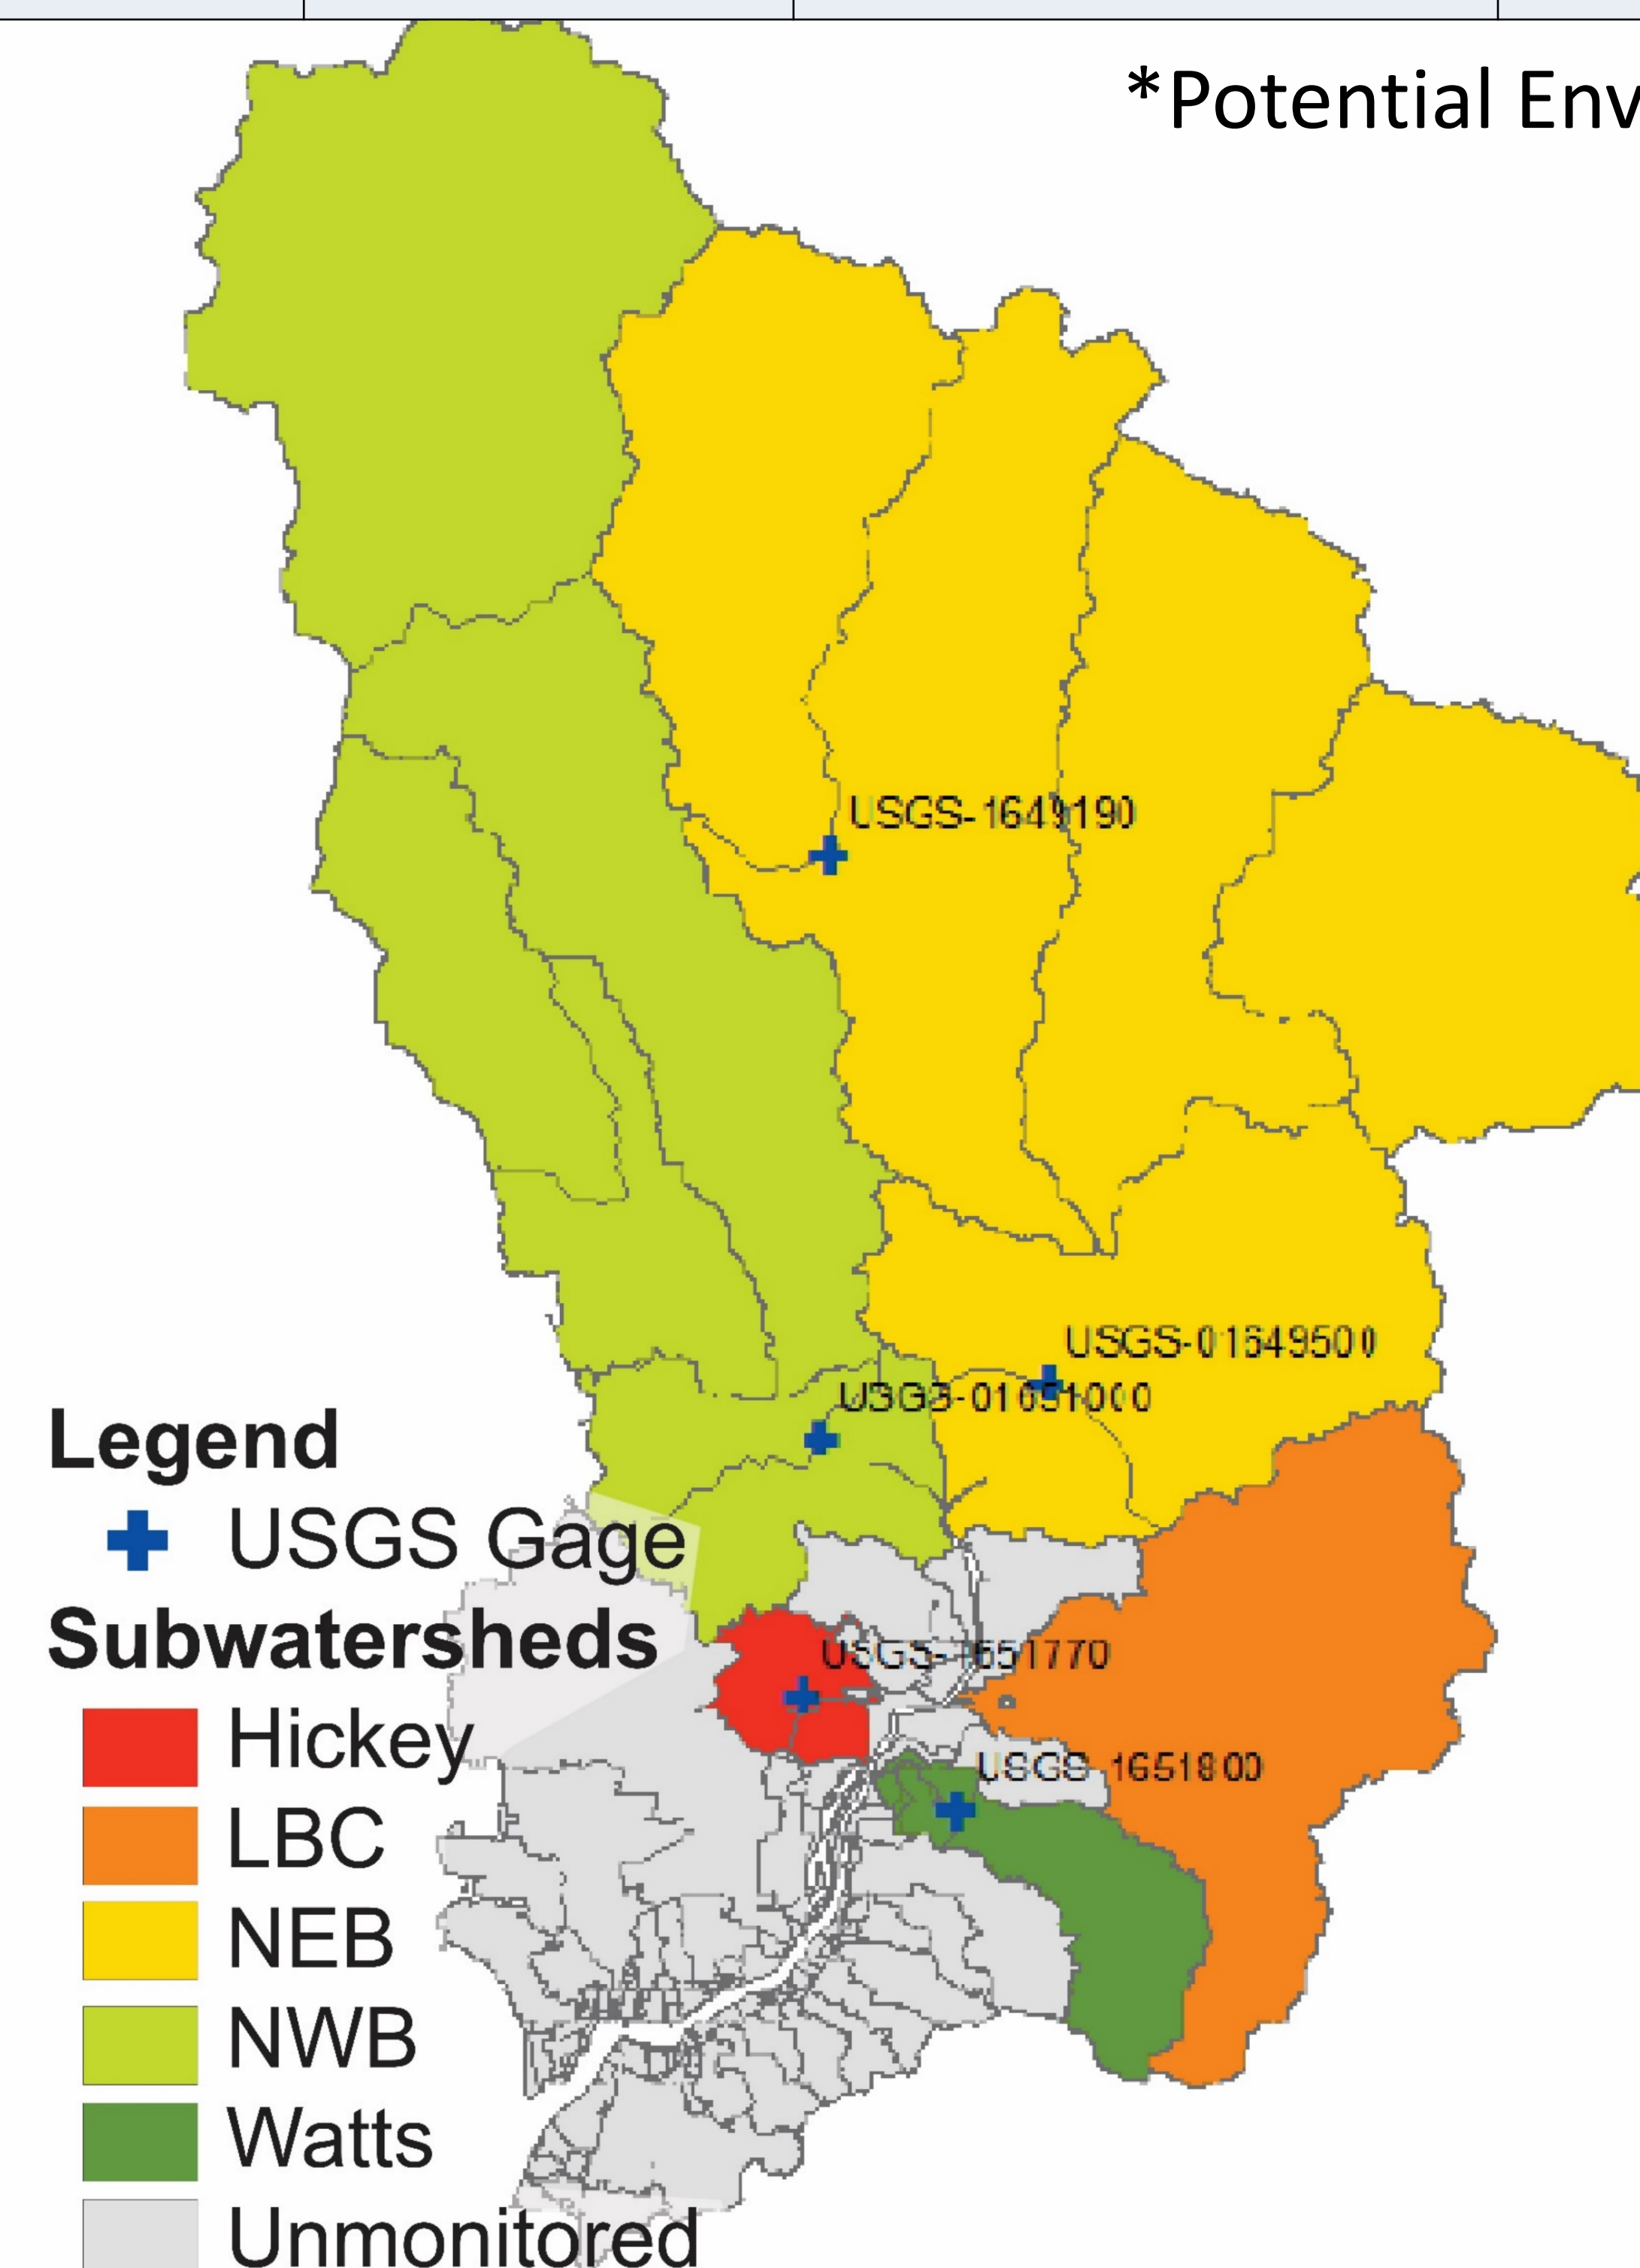 *Potential Env
USGS-1649190
USGS-01649500
USGS-01651000
Legend
USGS Gage
Subwatersheds
USGS-1651770
Hickey
USGS-1651800
LBC
NEB
NWB
Watts
Unmonitored